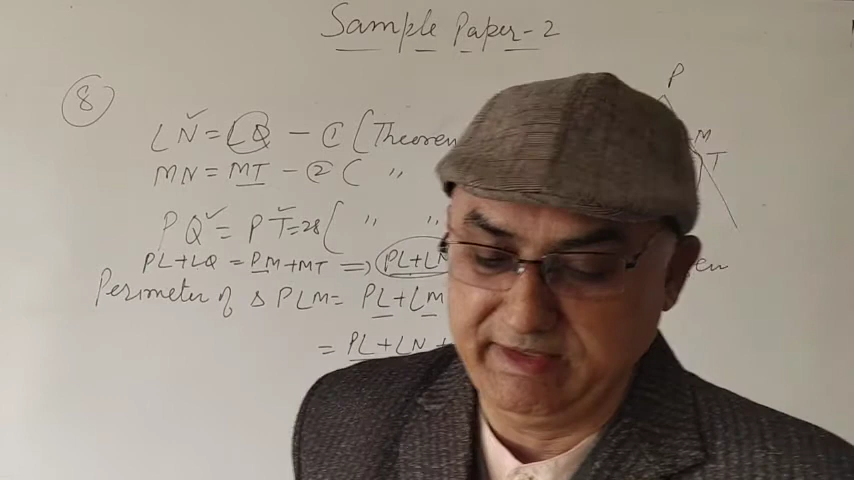 Sample Paper-2
8
LN = LQ - ① (Theorem
MN = MT - ② ( "
PQ = PT = 28 ( " "
PL+LQ = PM+MT => PL+LN
Perimeter of Δ PLM = PL+LM
= PL+LN +
P
M
T